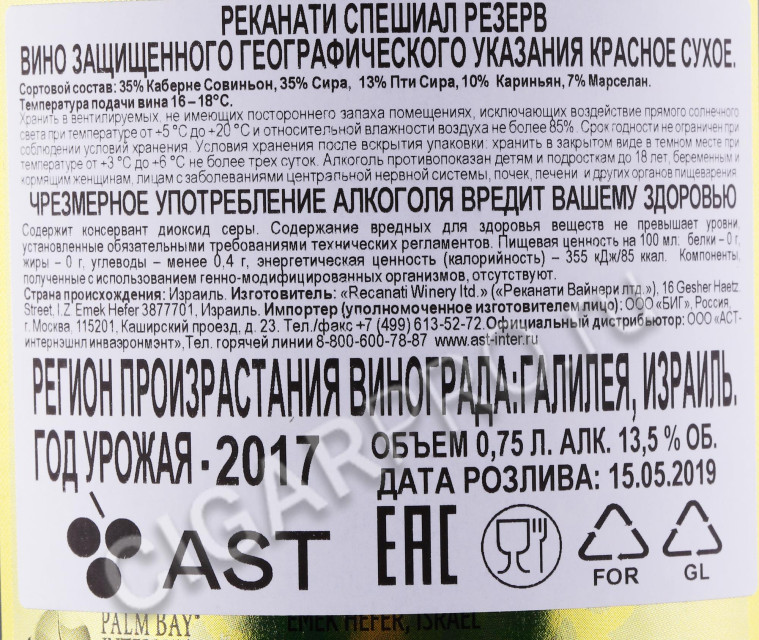 РЕКАНАТИ СПЕШИАЛ РЕЗЕРВ
ВИНО ЗАЩИЩЕННОГО ГЕОГРАФИЧЕСКОГО УКАЗАНИЯ КРАСНОЕ СУХОЕ.
Сортовой состав: 35% Каберне Совиньон, 35% Сира, 13% Пти Сира, 10% Кариньян, 7% Марселан.
Температура подачи вина 16–18°C.
Хранить в вентилируемых, не имеющих постороннего запаха помещениях, исключающих воздействие прямого солнечного
света при температуре от +5 °C до +20 °C и относительной влажности воздуха не более 85%. Срок годности не ограничен при
соблюдении условий хранения. Условия хранения после вскрытия упаковки: хранить в закрытом виде в темном месте при
температуре от +3 °C до +6 °C не более трех суток. Алкоголь противопоказан детям и подросткам до 18 лет, беременным и
кормящим женщинам, лицам с заболеваниями центральной нервной системы, почек, печени и других органов пищеварения
ЧРЕЗМЕРНОЕ УПОТРЕБЛЕНИЕ АЛКОГОЛЯ ВРЕДИТ ВАШЕМУ ЗДОРОВЬЮ
Содержит консервант диоксид серы. Содержание вредных для здоровья веществ не превышает уровни,
установленные обязательными требованиями технических регламентов. Пищевая ценность на 100 мл: белки – 0 г,
жиры – 0 г, углеводы – менее 0,4 г, энергетическая ценность (калорийность) – 355 кДж/85 ккал. Компоненты,
полученные с использованием генно-модифицированных организмов, отсутствуют.
Страна происхождения: Израиль. Изготовитель: «Recanati Winery ltd.» («Реканати Вайнери лтд.»), 16 Gesher Haetz
Street, I.Z. Emek Hefer 3877701, Израиль. Импортер (уполномоченное изготовителем лицо): ООО «БИГ», Россия,
г. Москва, 115201, Каширский проезд, д. 23. Тел./факс +7 (499) 613-52-72. Официальный дистрибьютор: ООО «АСТ-
интернэшнл инваэронмэнт», Тел. горячей линии 8-800-600-78-87 www.ast-inter.ru
РЕГИОН ПРОИЗРАСТАНИЯ ВИНОГРАДА: ГАЛИЛЕЯ, ИЗРАИЛЬ.
ГОД УРОЖАЯ - 2017
ОБЪЕМ 0,75 Л. АЛК. 13,5 % ОБ.
ДАТА РОЗЛИВА: 15.05.2019
AST
EAC
FOR
GL
PALM BAY
EMEK HEFER, ISRAEL
CIGARPRO.ru